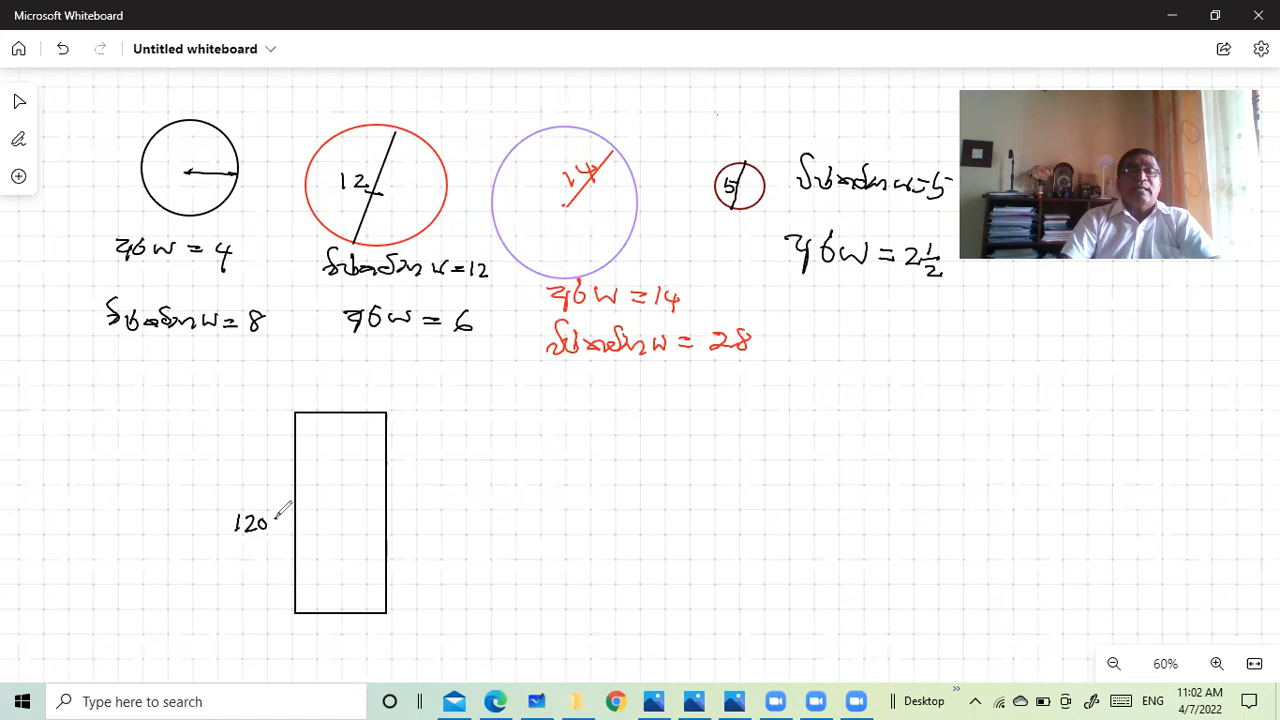 Microsoft Whiteboard
Untitled whiteboard
12
14
5
විෂ්කම්භය = 5
අරය = 4
අරය = 2 1/2
විෂ්කම්භය = 12
විෂ්කම්භය = 8
අරය = 6
අරය = 14
විෂ්කම්භය = 28
120
60%
Type here to search
Desktop
ENG
11:02 AM
4/7/2022